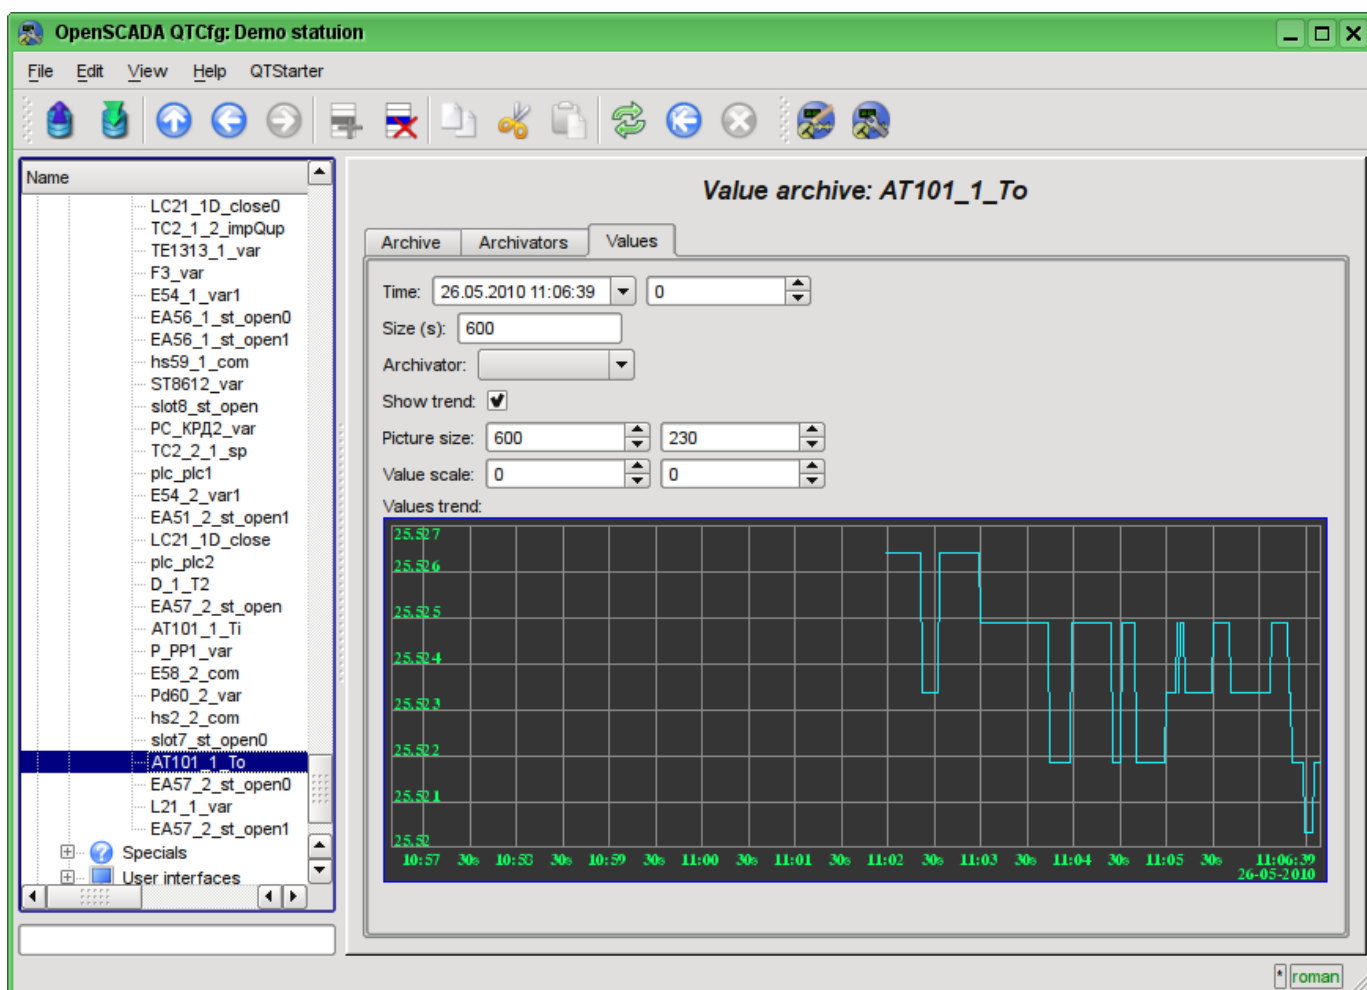 OpenSCADA QTCfg: Demo statuion
File Edit View Help QTStarter
Name
LC21_1D_close0
TC2_1_2_impQup
TE1313_1_var
F3_var
E54_1_var1
EA56_1_st_open0
EA56_1_st_open1
hs59_1_com
ST8612_var
slot8_st_open
PC_КРД2_var
TC2_2_1_sp
plc_plc1
E54_2_var1
EA51_2_st_open1
LC21_1D_close
plc_plc2
D_1_T2
EA57_2_st_open
AT101_1_Ti
P_PP1_var
E58_2_com
Pd60_2_var
hs2_2_com
slot7_st_open0
AT101_1_To
EA57_2_st_open0
L21_1_var
EA57_2_st_open1
Specials
User interfaces
Value archive: AT101_1_To
Archive Archivators Values
Time: 26.05.2010 11:06:39 0
Size (s): 600
Archivator:
Show trend:
Picture size: 600 230
Value scale: 0 0
Values trend:
25.527
25.526
25.525
25.524
25.523
25.522
25.521
25.52
10:57 30s 10:58 30s 10:59 30s 11:00 30s 11:01 30s 11:02 30s 11:03 30s 11:04 30s 11:05 30s 11:06:39
26-05-2010
* roman